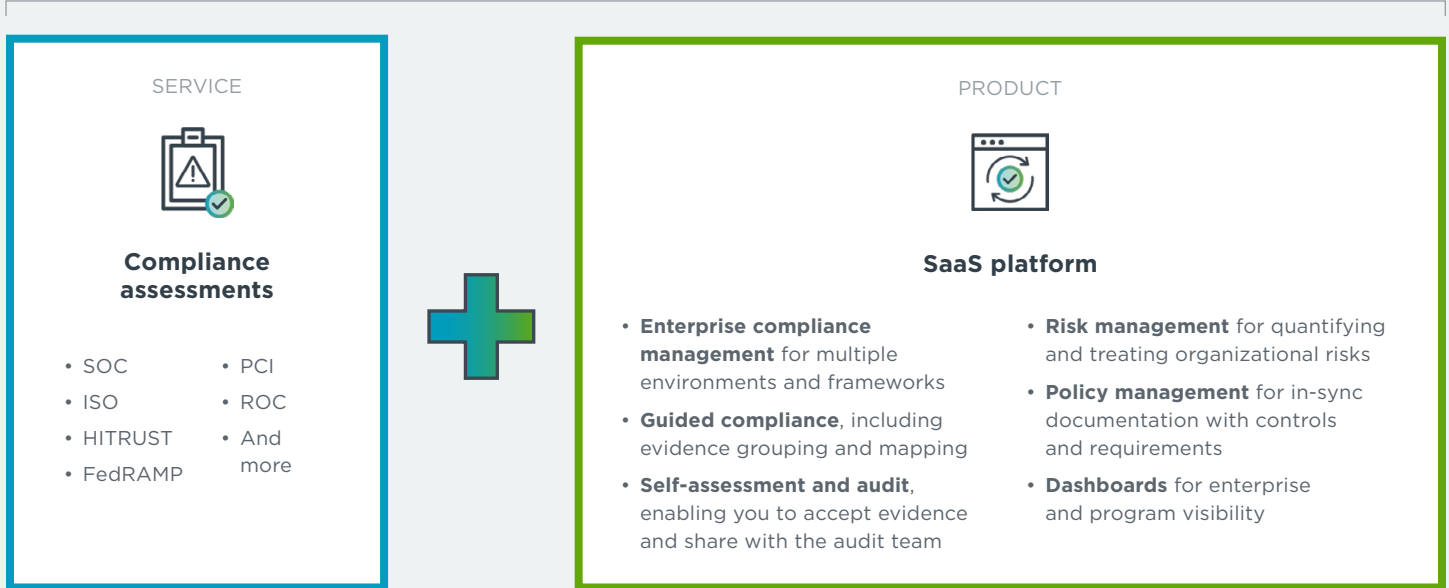 SERVICE
Compliance
assessments
• SOC
• ISO
• HITRUST
• FedRAMP
• PCI
• ROC
• And
more
PRODUCT
SaaS platform
• Enterprise compliance
management for multiple
environments and frameworks
• Guided compliance, including
evidence grouping and mapping
• Self-assessment and audit,
enabling you to accept evidence
and share with the audit team
• Risk management for quantifying
and treating organizational risks
• Policy management for in-sync
documentation with controls
and requirements
• Dashboards for enterprise
and program visibility